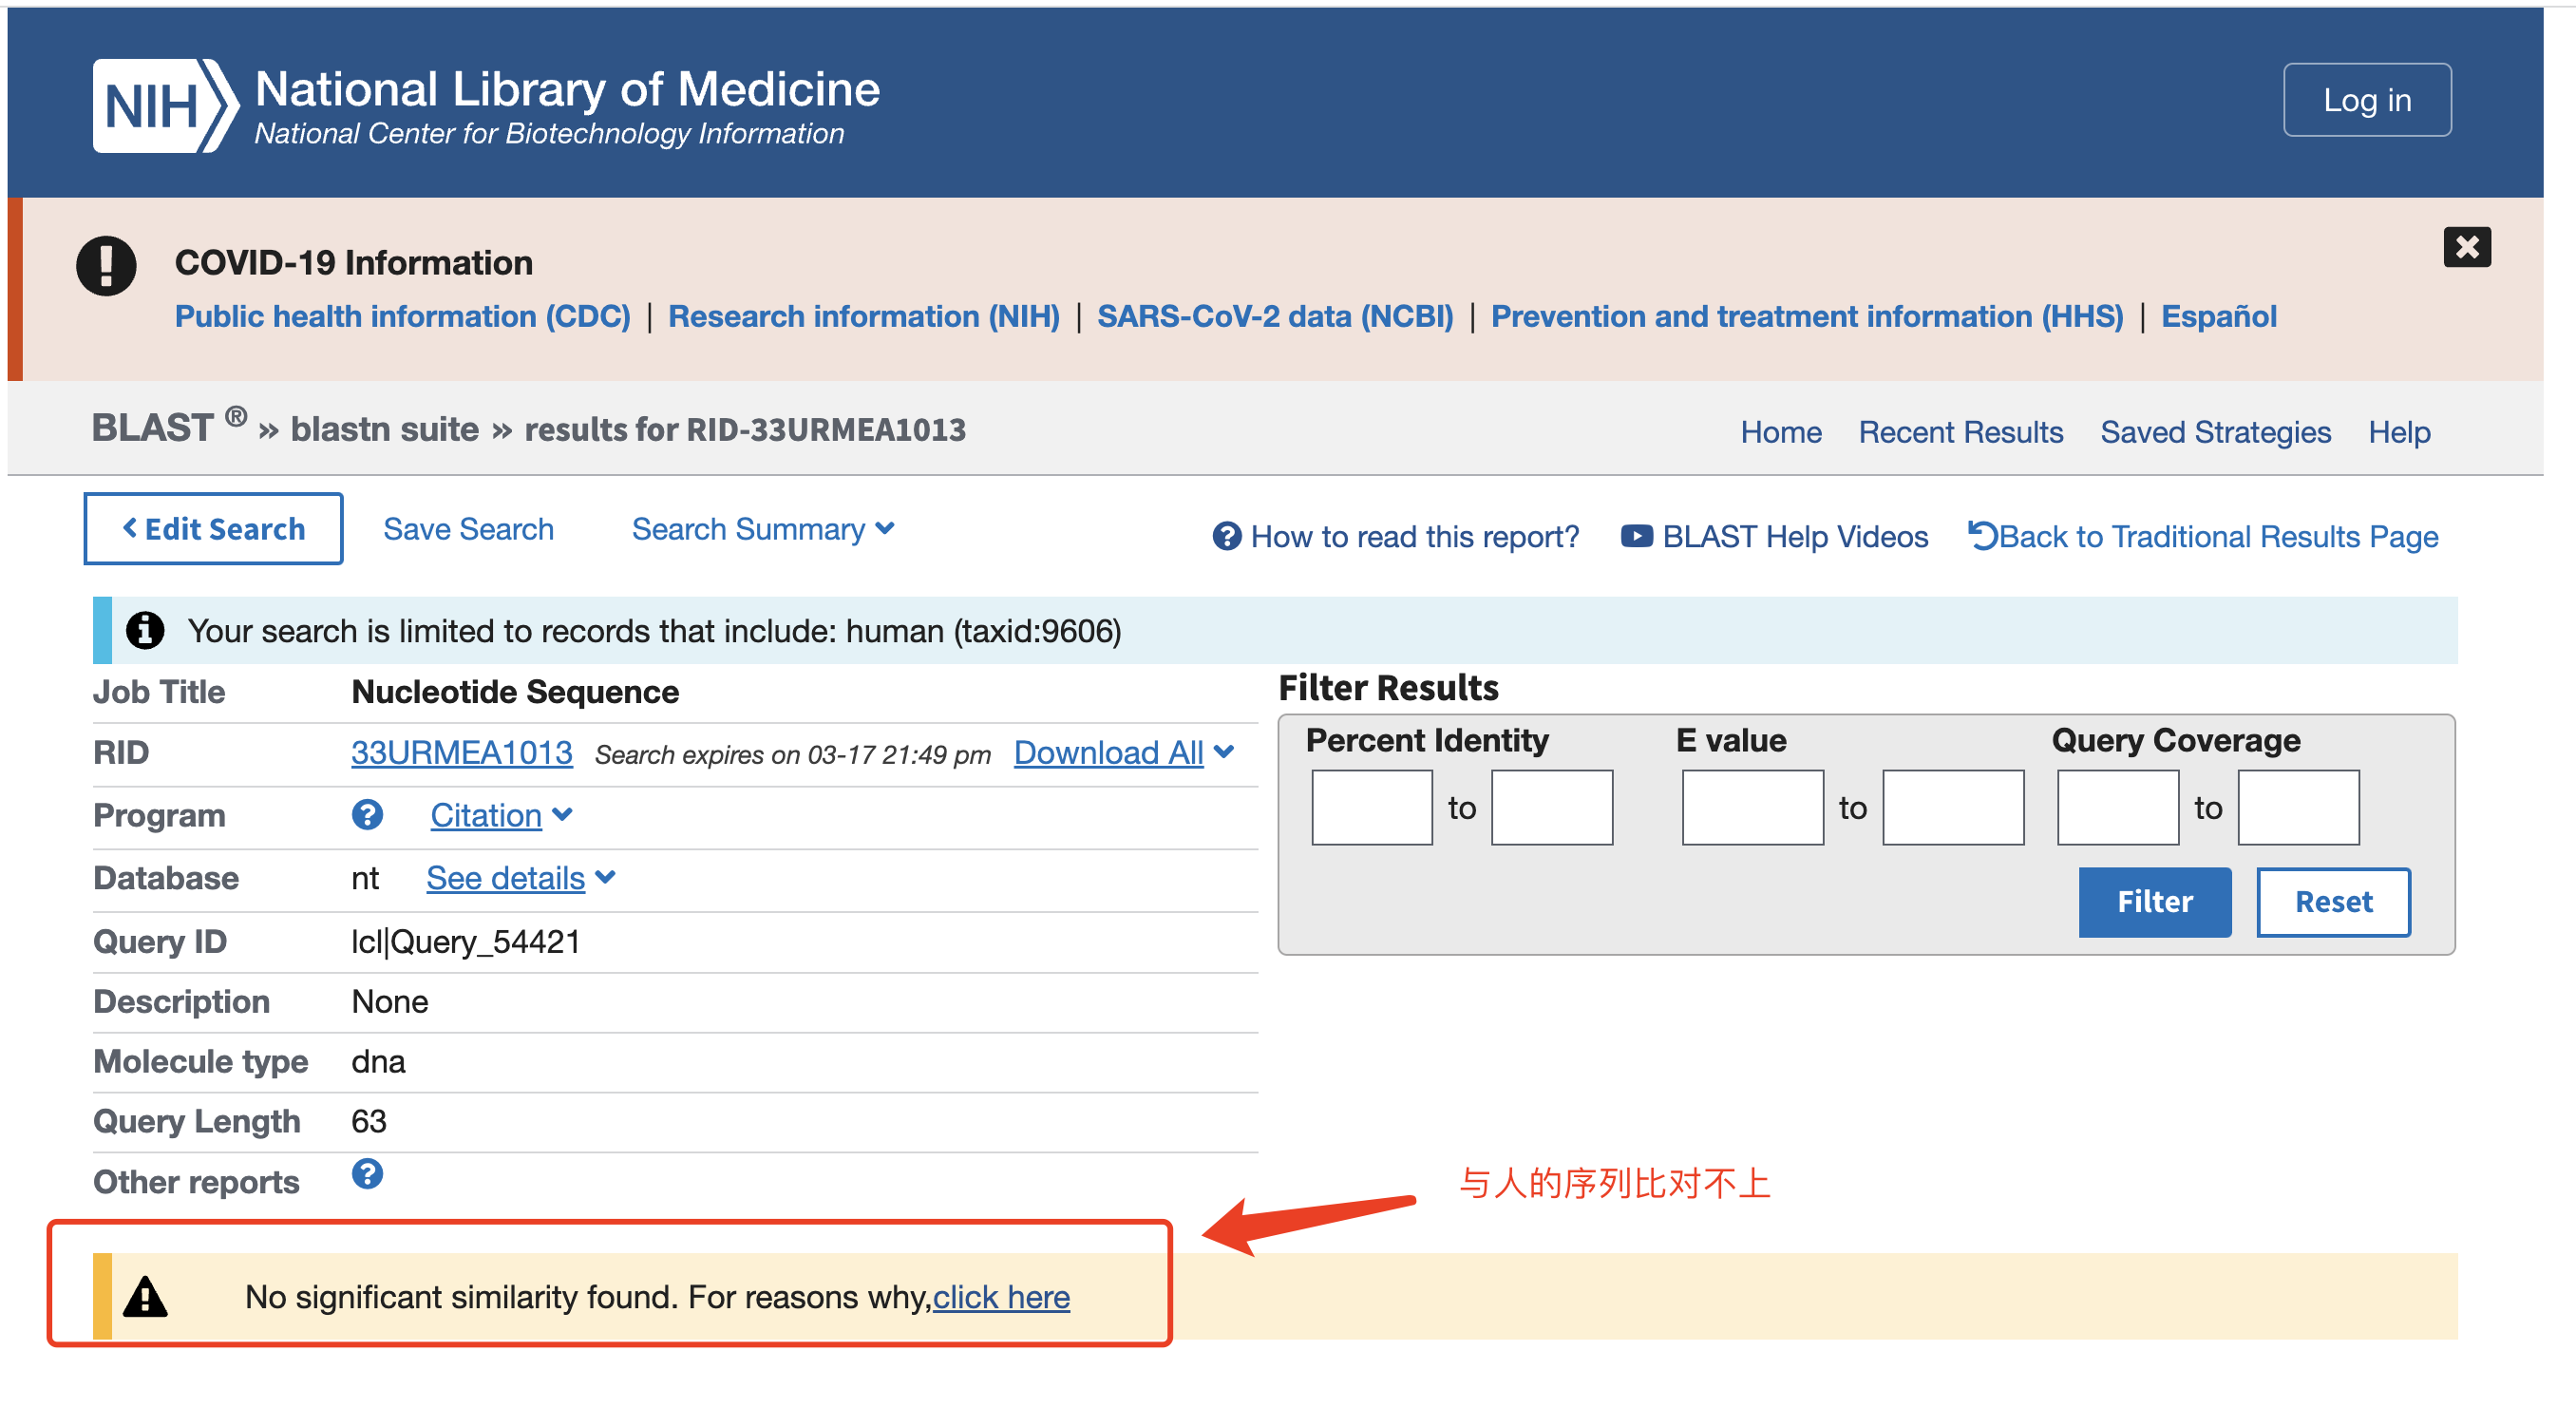 NIH National Library of Medicine
National Center for Biotechnology Information
Log in
COVID-19 Information
Public health information (CDC) | Research information (NIH) | SARS-CoV-2 data (NCBI) | Prevention and treatment information (HHS) | Español
BLAST ® » blastn suite » results for RID-33URMEA1013
Home Recent Results Saved Strategies Help
Edit Search Save Search Search Summary
How to read this report? BLAST Help Videos Back to Traditional Results Page
Your search is limited to records that include: human (taxid:9606)
Job Title Nucleotide Sequence
RID 33URMEA1013 Search expires on 03-17 21:49 pm Download All
Program Citation
Database nt See details
Query ID lcl|Query_54421
Description None
Molecule type dna
Query Length 63
Other reports
Filter Results
Percent Identity E value Query Coverage
to to to
Filter Reset
与人的序列比对不上
No significant similarity found. For reasons why,click here